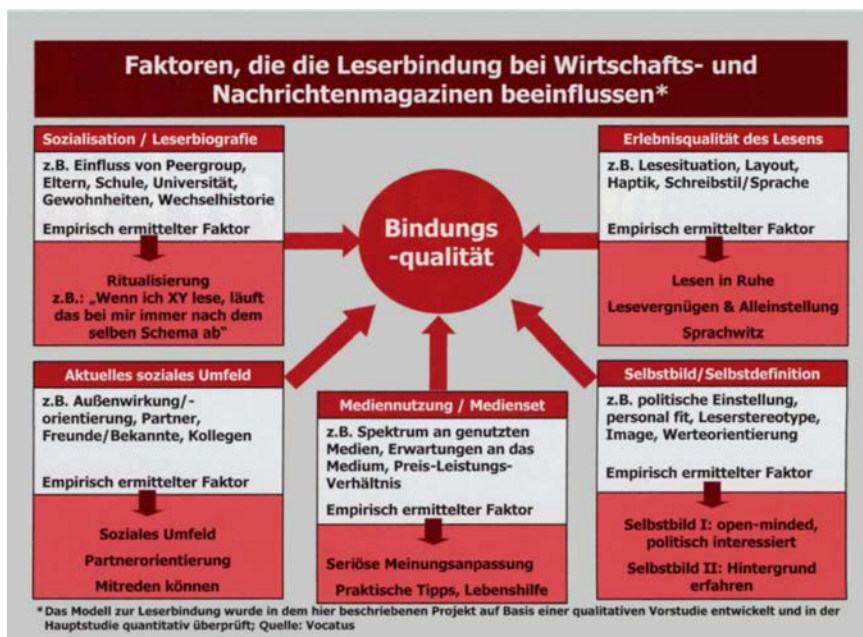 Faktoren, die die Leserbindung bei Wirtschafts- und
Nachrichtenmagazinen beeinflussen*
Sozialisation / Leserbiografie
z.B. Einfluss von Peergroup,
Eltern, Schule, Universität,
Gewohnheiten, Wechselhistorie
Empirisch ermittelter Faktor
Ritualisierung
z.B.: „Wenn ich XY lese, läuft
das bei mir immer nach dem
selben Schema ab“
Bindungs
-qualität
Erlebnisqualität des Lesens
z.B. Lesesituation, Layout,
Haptik, Schreibstil/Sprache
Empirisch ermittelter Faktor
Lesen in Ruhe
Lesevergnügen & Alleinstellung
Sprachwitz
Aktuelles soziales Umfeld
z.B. Außenwirkung/-
orientierung, Partner,
Freunde/Bekannte, Kollegen
Empirisch ermittelter Faktor
Soziales Umfeld
Partnerorientierung
Mitreden können
Mediennutzung / Medienset
z.B. Spektrum an genutzten
Medien, Erwartungen an das
Medium, Preis-Leistungs-
Verhältnis
Empirisch ermittelter Faktor
Seriöse Meinungsanpassung
Praktische Tipps, Lebenshilfe
Selbstbild/Selbstdefinition
z.B. politische Einstellung,
personal fit, Leserstereotype,
Image, Werteorientierung
Empirisch ermittelter Faktor
Selbstbild I: open-minded,
politisch interessiert
Selbstbild II: Hintergrund
erfahren
*Das Modell zur Leserbindung wurde in dem hier beschriebenen Projekt auf Basis einer qualitativen Vorstudie entwickelt und in der
Hauptstudie quantitativ überprüft; Quelle: Vocatus